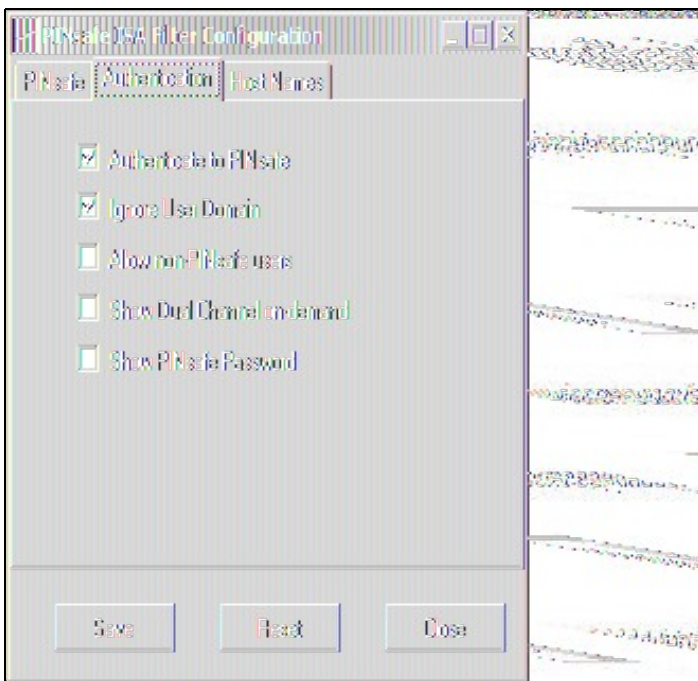 PINsafe ISA Filter Configuration
PINsafe Authentication Host Names
Authenticate to PINsafe
Ignore User Domain
Allow non-PINsafe users
Show Dual Channel on-demand
Show PINsafe Password
Save Reset Close